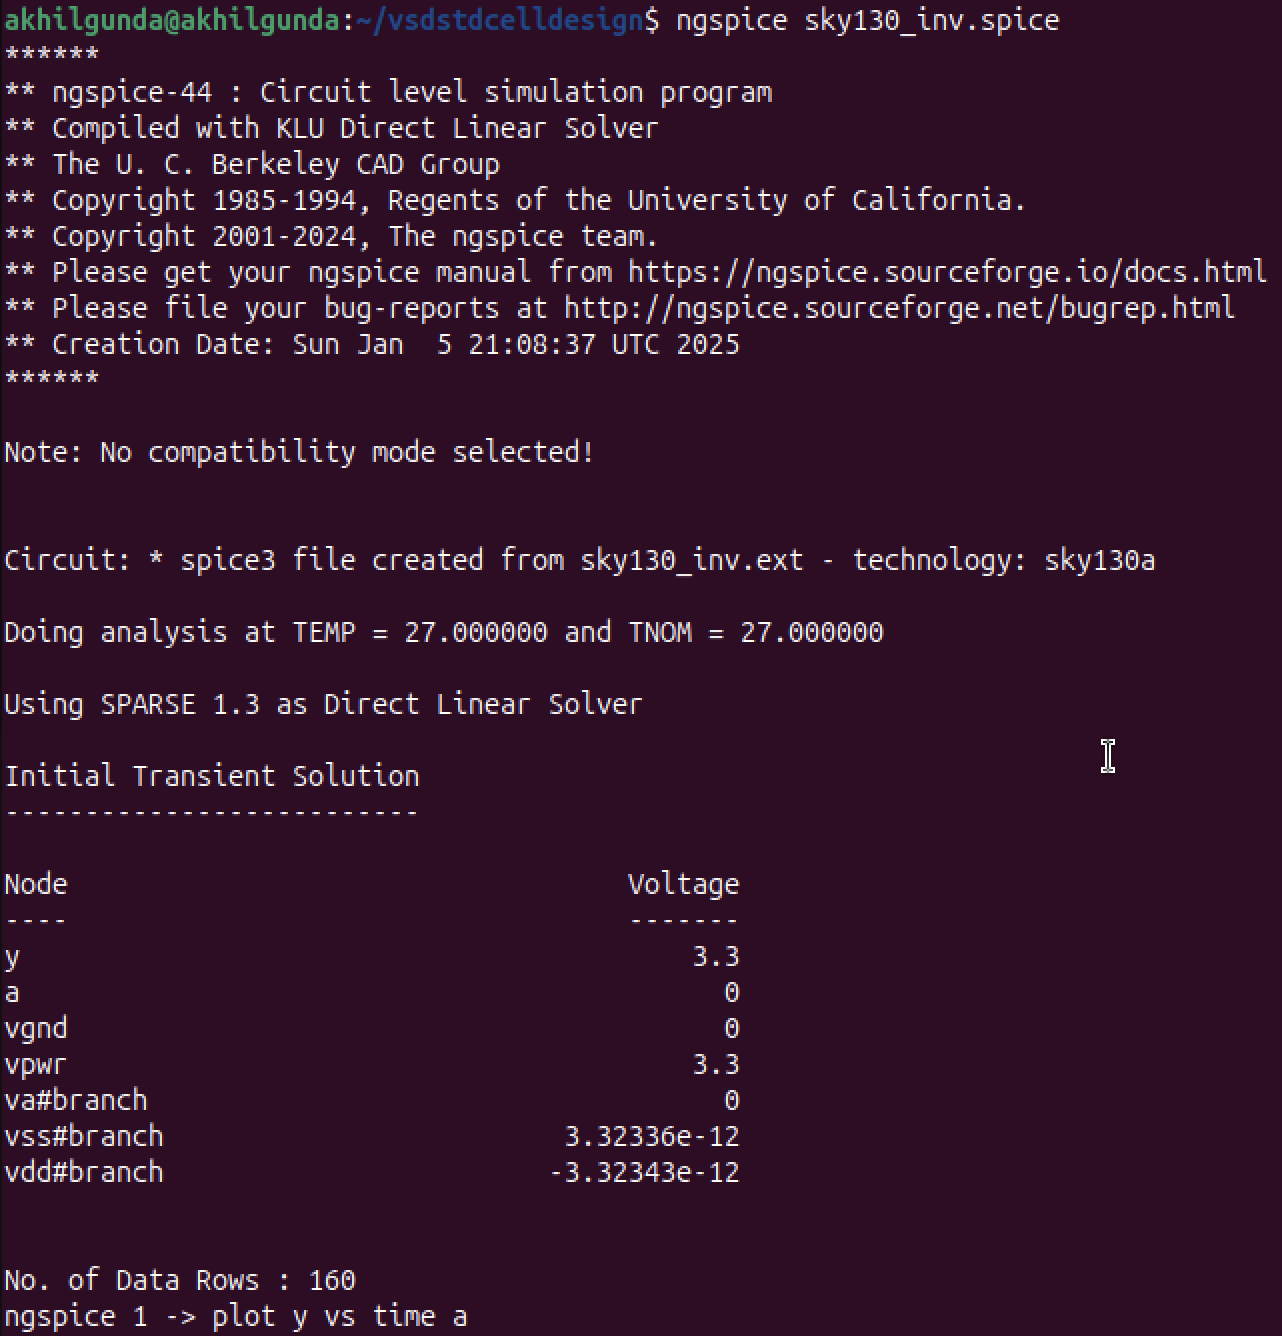 akhilgunda@akhilgunda:~/vsdstdcelldesign$ ngspice sky130_inv.spice
******
** ngspice-44 : Circuit level simulation program
** Compiled with KLU Direct Linear Solver
** The U. C. Berkeley CAD Group
** Copyright 1985-1994, Regents of the University of California.
** Copyright 2001-2024, The ngspice team.
** Please get your ngspice manual from https://ngspice.sourceforge.io/docs.html
** Please file your bug-reports at http://ngspice.sourceforge.net/bugrep.html
** Creation Date: Sun Jan  5 21:08:37 UTC 2025
******
Note: No compatibility mode selected!
Circuit: * spice3 file created from sky130_inv.ext - technology: sky130a
Doing analysis at TEMP = 27.000000 and TNOM = 27.000000
Using SPARSE 1.3 as Direct Linear Solver
Initial Transient Solution
--------------------------
Node                                   Voltage
----                                   -------
y                                          3.3
a                                            0
vgnd                                         0
vpwr                                       3.3
va#branch                                    0
vss#branch                         3.32336e-12
vdd#branch                        -3.32343e-12
No. of Data Rows : 160
ngspice 1 -> plot y vs time a